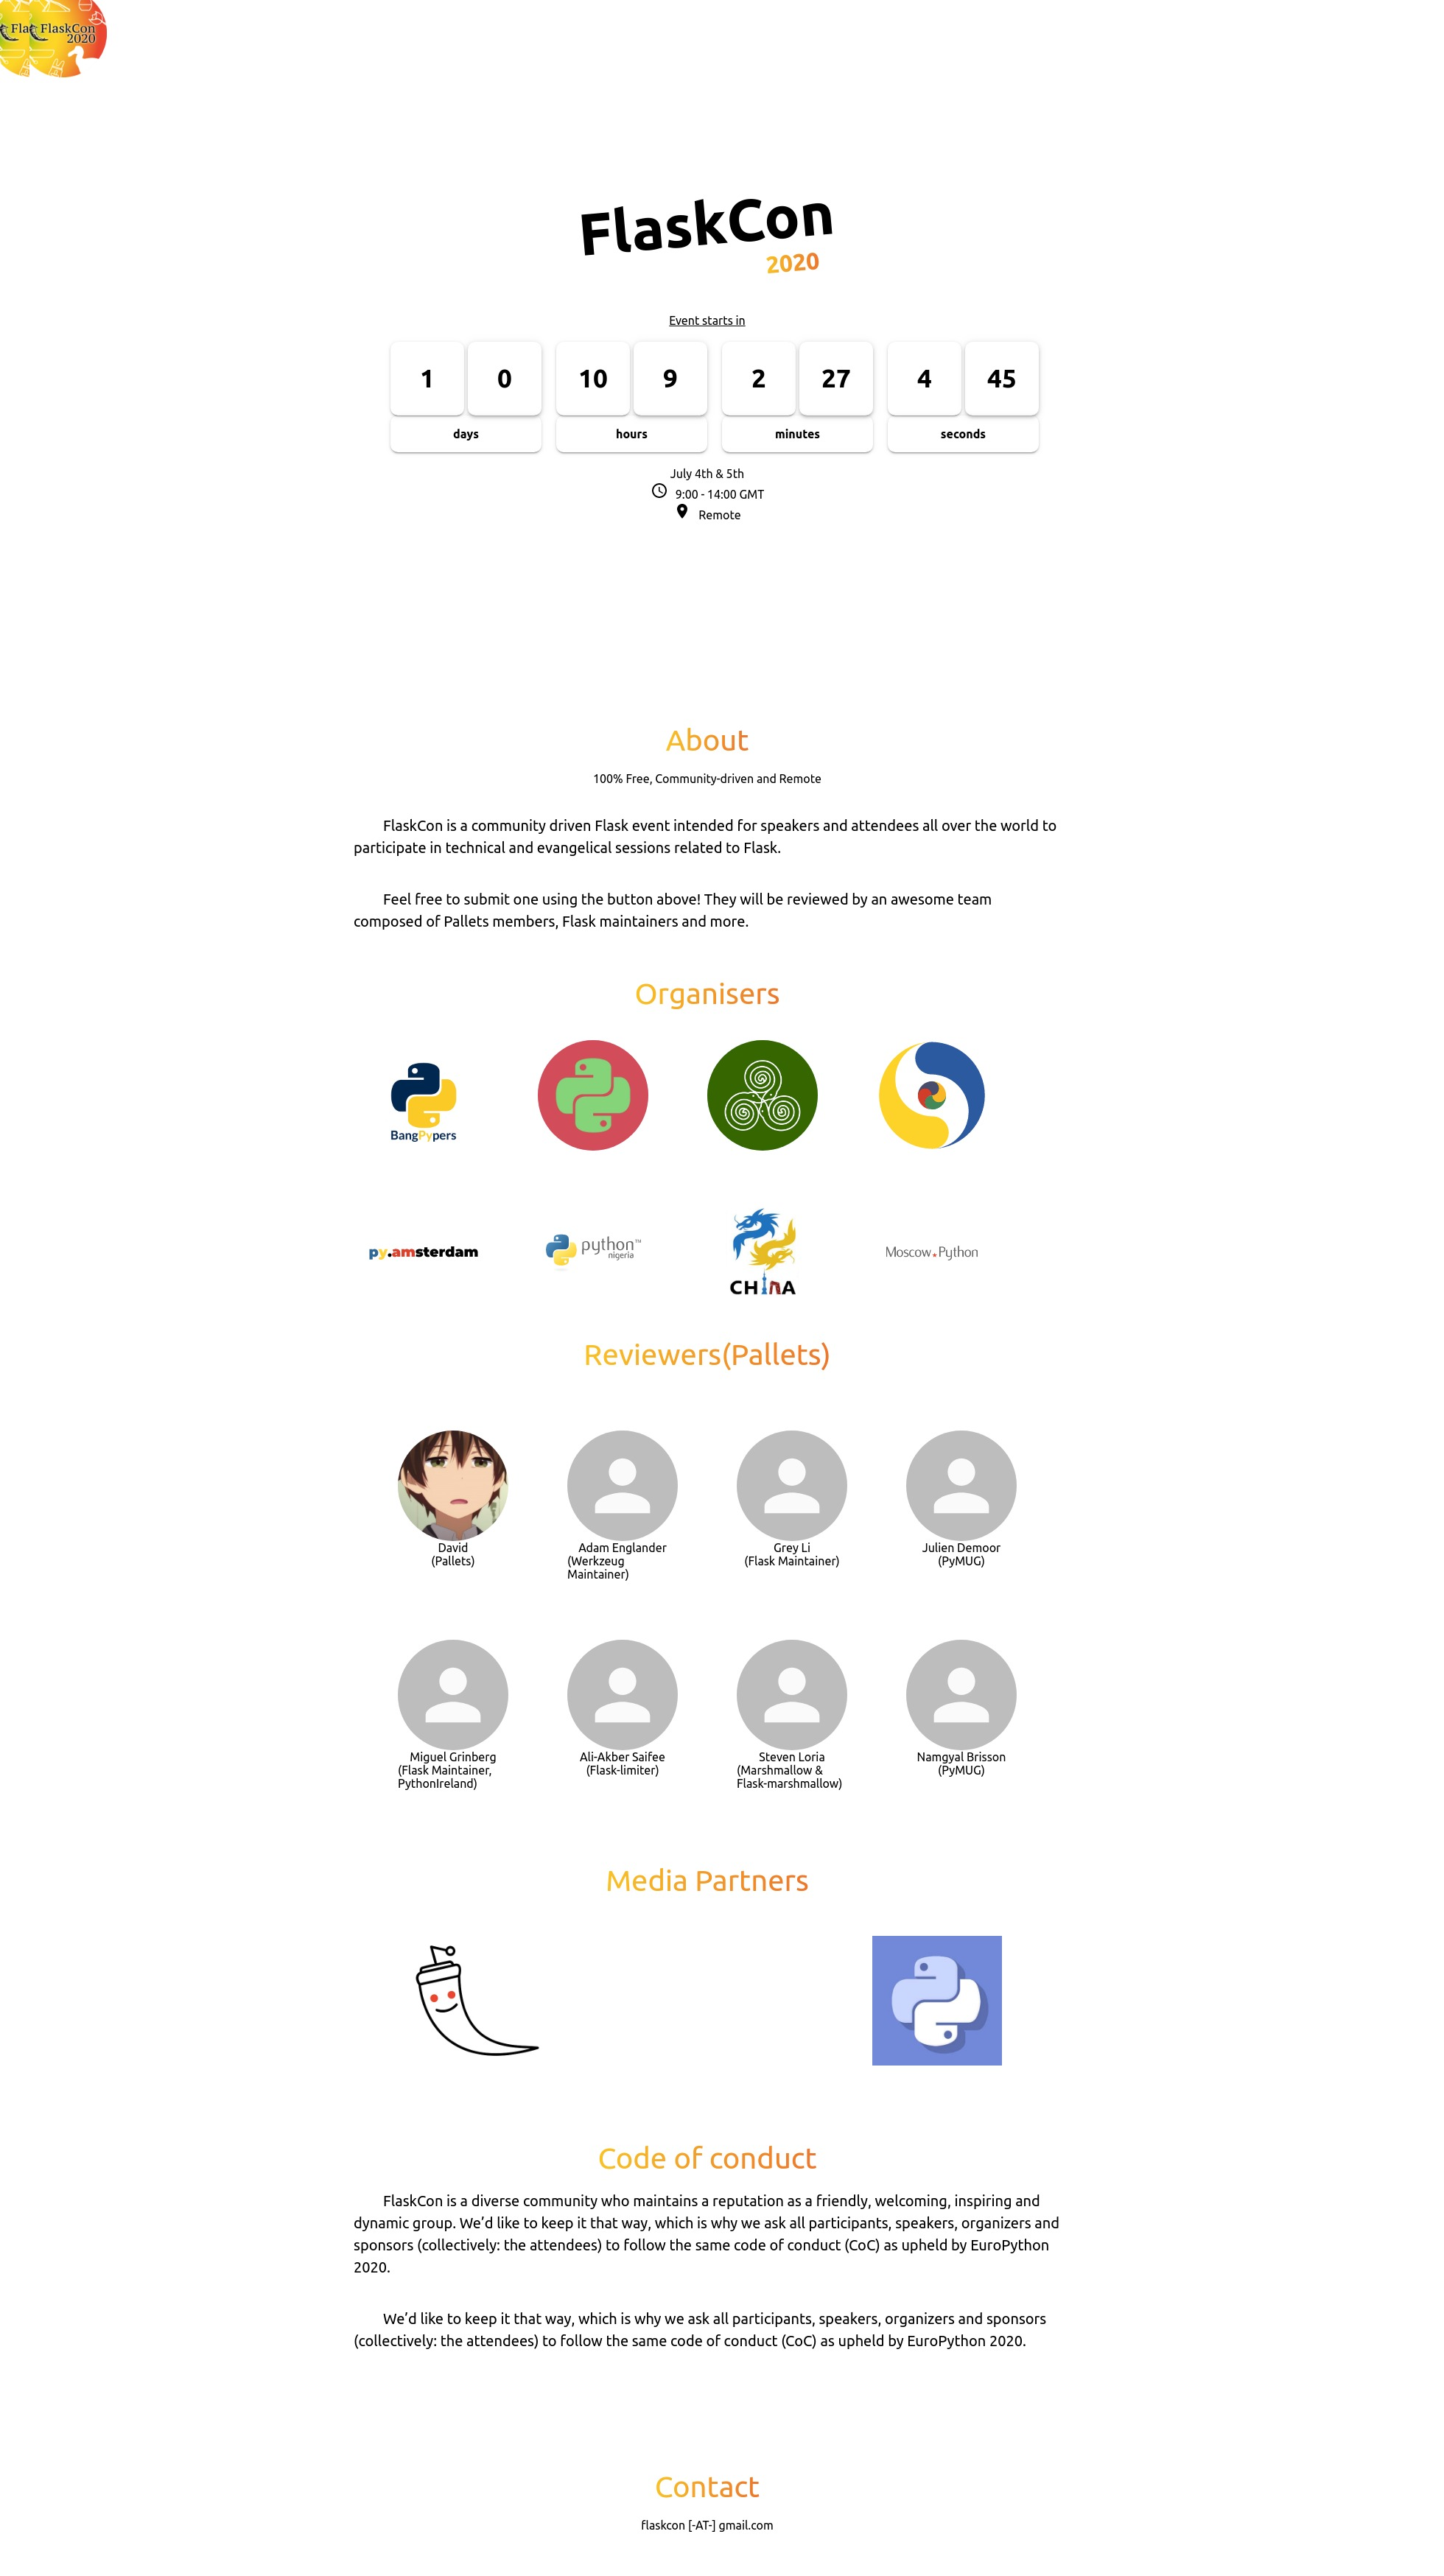 Fla FlaskCon
2020
FlaskCon
2020
Event starts in
1 0 10 9 2 27 4 45
days hours minutes seconds
July 4th & 5th
9:00 - 14:00 GMT
Remote
About
100% Free, Community-driven and Remote
FlaskCon is a community driven Flask event intended for speakers and attendees all over the world to
participate in technical and evangelical sessions related to Flask.
Feel free to submit one using the button above! They will be reviewed by an awesome team
composed of Pallets members, Flask maintainers and more.
Organisers
BangPypers
py.amsterdam
python™
nigeria
CHINA
Moscow Python
Reviewers(Pallets)
David
(Pallets)
Adam Englander
(Werkzeug
Maintainer)
Grey Li
(Flask Maintainer)
Julien Demoor
(PyMUG)
Miguel Grinberg
(Flask Maintainer,
PythonIreland)
Ali-Akber Saifee
(Flask-limiter)
Steven Loria
(Marshmallow &
Flask-marshmallow)
Namgyal Brisson
(PyMUG)
Media Partners
Code of conduct
FlaskCon is a diverse community who maintains a reputation as a friendly, welcoming, inspiring and
dynamic group. We’d like to keep it that way, which is why we ask all participants, speakers, organizers and
sponsors (collectively: the attendees) to follow the same code of conduct (CoC) as upheld by EuroPython
2020.
We’d like to keep it that way, which is why we ask all participants, speakers, organizers and sponsors
(collectively: the attendees) to follow the same code of conduct (CoC) as upheld by EuroPython 2020.
Contact
flaskcon [-AT-] gmail.com